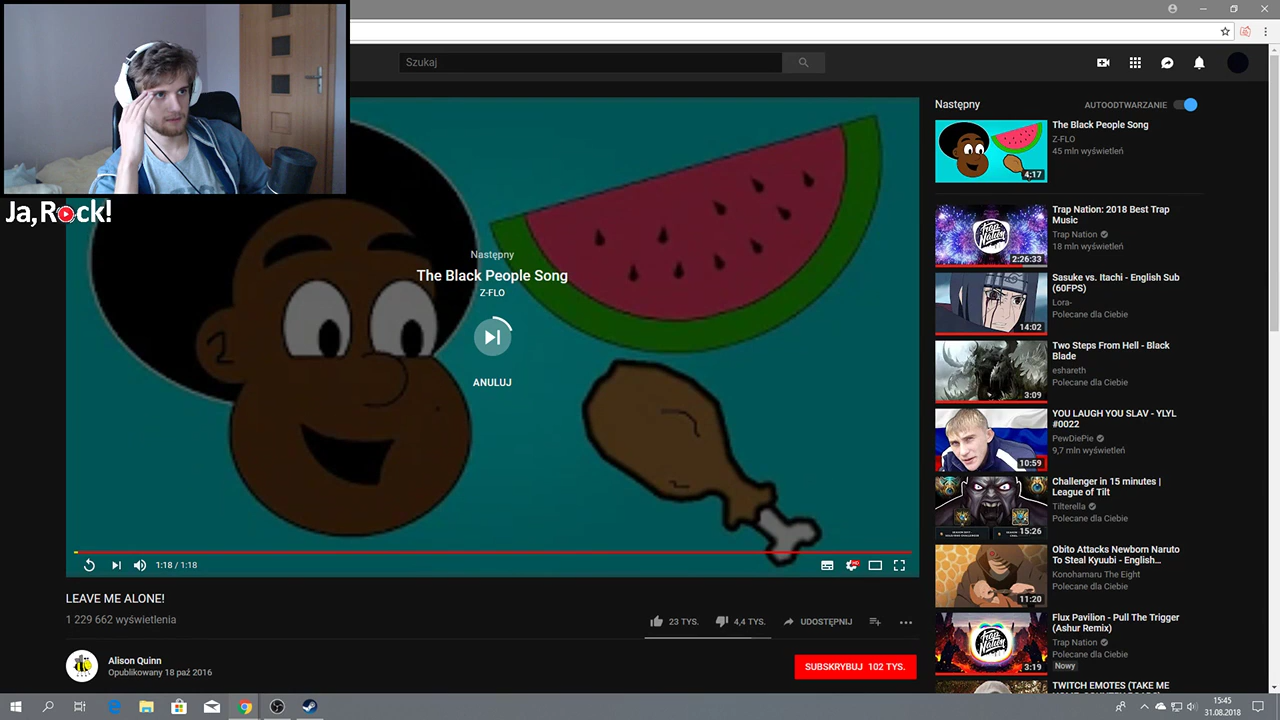 Szukaj
Ja, Rock!
Następny
The Black People Song
Z-FLO
ANULUJ
1:18 / 1:18
HD
LEAVE ME ALONE!
1 229 662 wyświetlenia
23 TYS.
4,4 TYS.
UDOSTĘPNIJ
Alison Quinn
Opublikowany 18 paź 2016
SUBSKRYBUJ 102 TYS.
Następny
AUTOODTWARZANIE
4:17
The Black People Song
Z-FLO
45 mln wyświetleń
Trap Nation
2:26:33
Trap Nation: 2018 Best Trap
Music
Trap Nation
18 mln wyświetleń
14:02
Sasuke vs. Itachi - English Sub
(60FPS)
Lora-
Polecane dla Ciebie
3:09
Two Steps From Hell - Black
Blade
eshareth
Polecane dla Ciebie
10:59
YOU LAUGH YOU SLAV - YLYL
#0022
PewDiePie
9,7 mln wyświetleń
15:26
Challenger in 15 minutes |
League of Tilt
Tilterella
Polecane dla Ciebie
11:20
Obito Attacks Newborn Naruto
To Steal Kyuubi - English...
Konohamaru The Eight
Polecane dla Ciebie
Trap Nation
3:19
Flux Pavilion - Pull The Trigger
(Ashur Remix)
Trap Nation
Polecane dla Ciebie
Nowy
TWITCH EMOTES (TAKE ME
15:45
31.08.2018